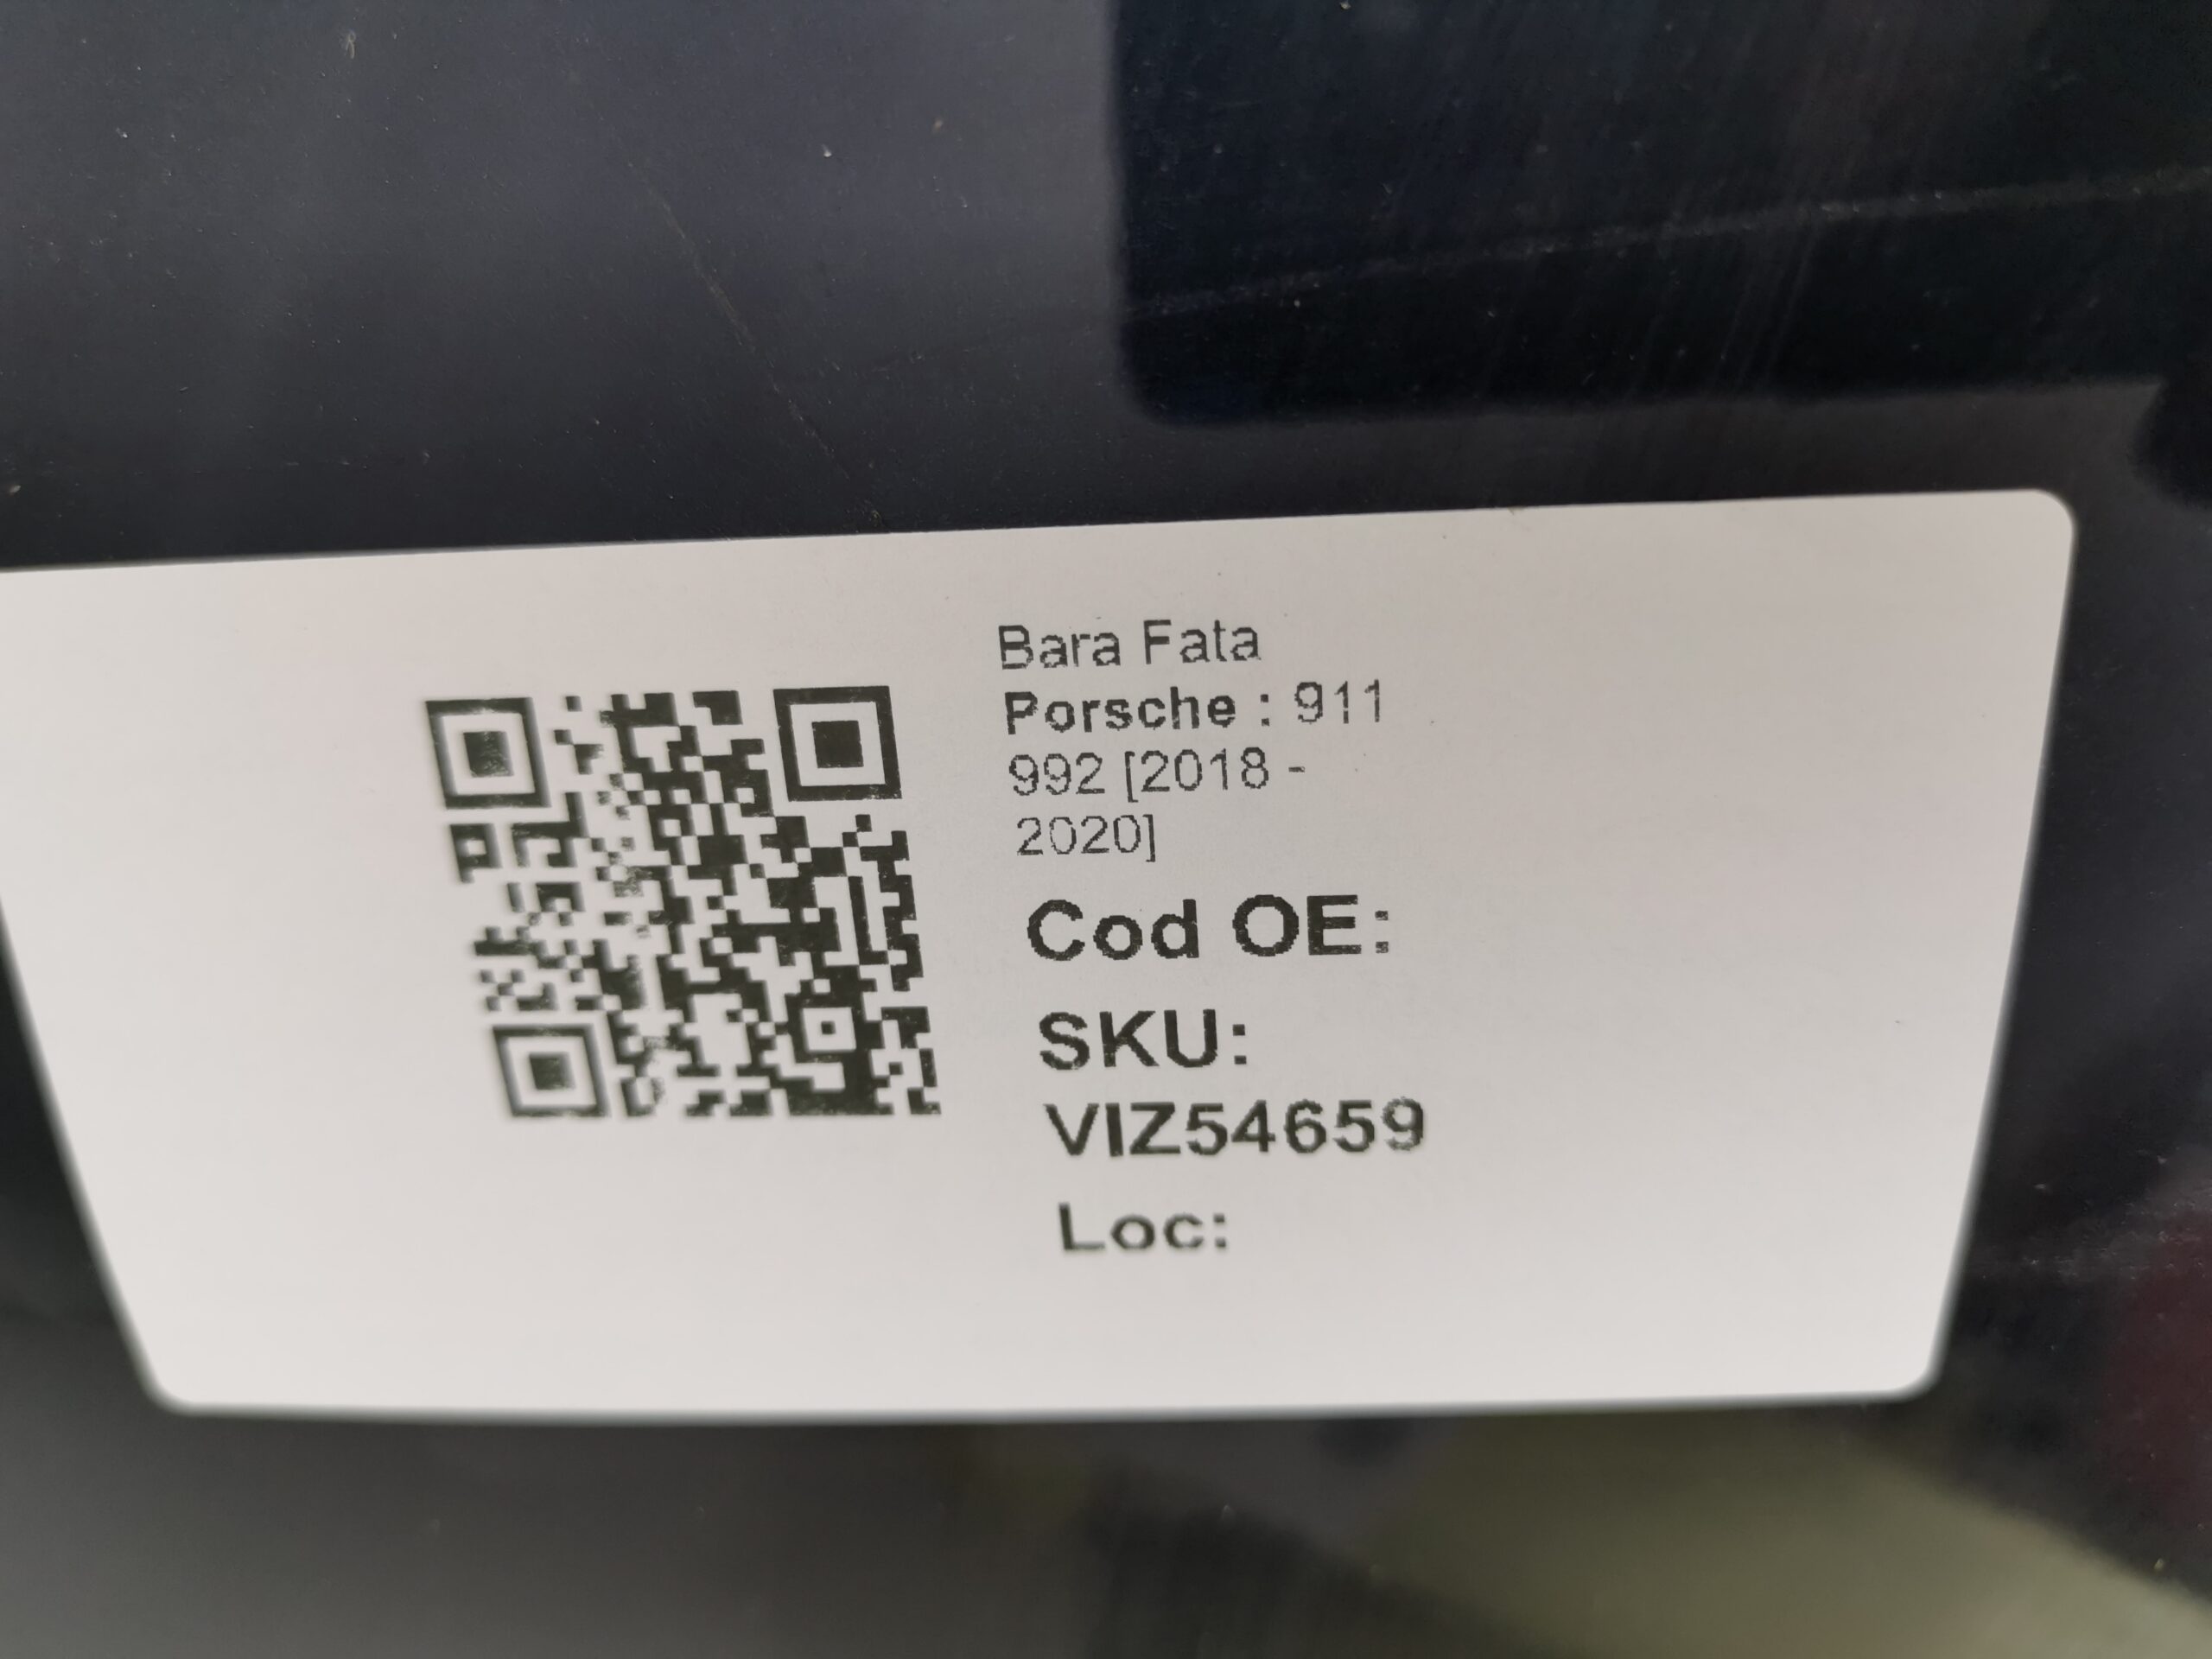 Bara Fata
Porsche : 911
992 [2018 -
2020]
Cod OE:
SKU:
VIZ54659
Loc: